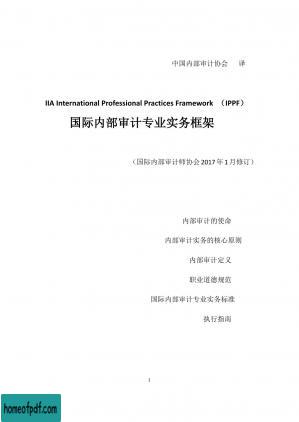 中国内部审计协会 译
IIA International Professional Practices Framework （IPPF）
国际内部审计专业实务框架
（国际内部审计师协会 2017 年 1 月修订）
内部审计的使命
内部审计实务的核心原则
内部审计定义
职业道德规范
国际内部审计专业实务标准
执行指南
1
homeofpdf.com